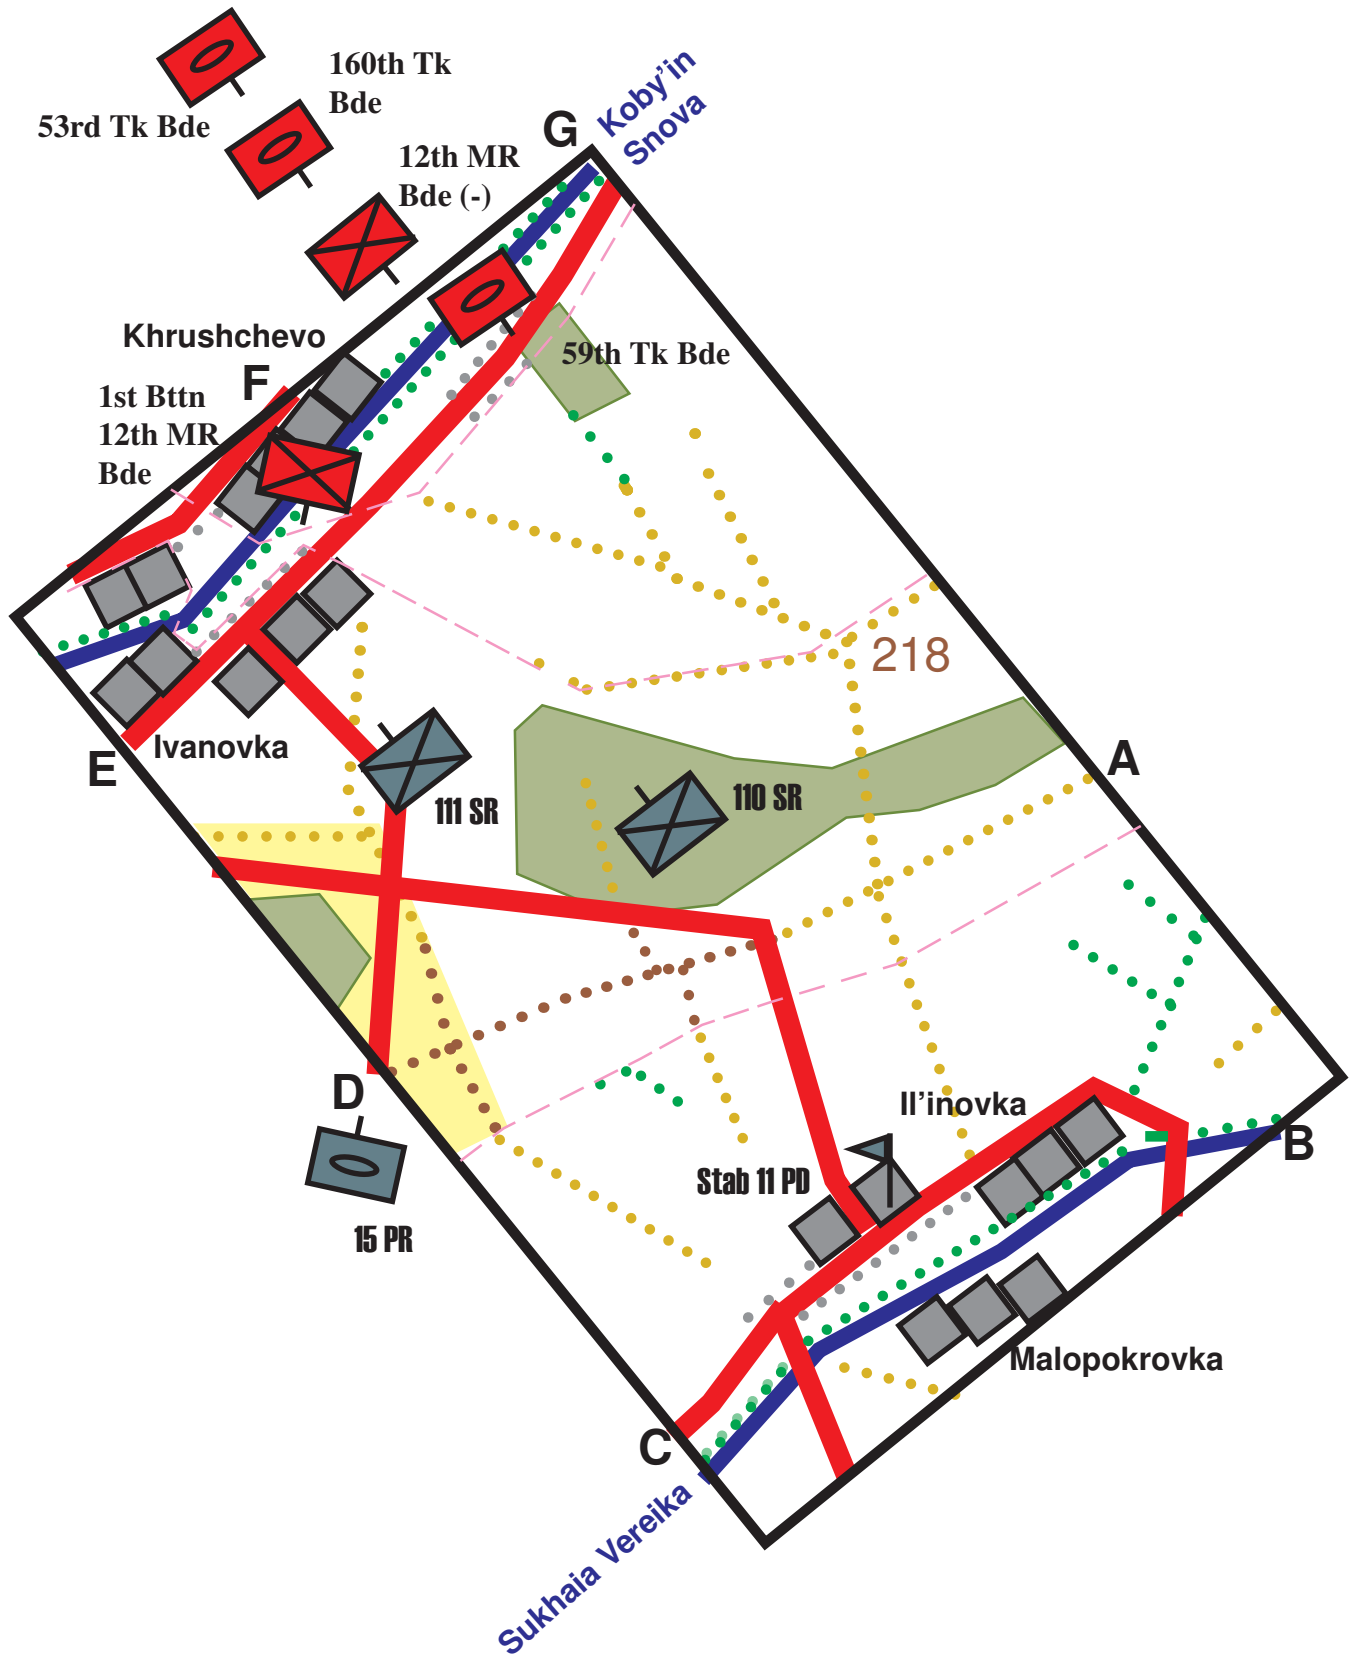 160th Tk
Bde
53rd Tk Bde
G
Koby'in
Snova
12th MR
Bde (-)
Khrushchevo
F
59th Tk Bde
1st Bttn
12th MR
Bde
218
E
Ivanovka
A
111 SR
110 SR
D
Il'inovka
B
Stab 11 PD
15 PR
Malopokrovka
C
Sukhaia Vereika